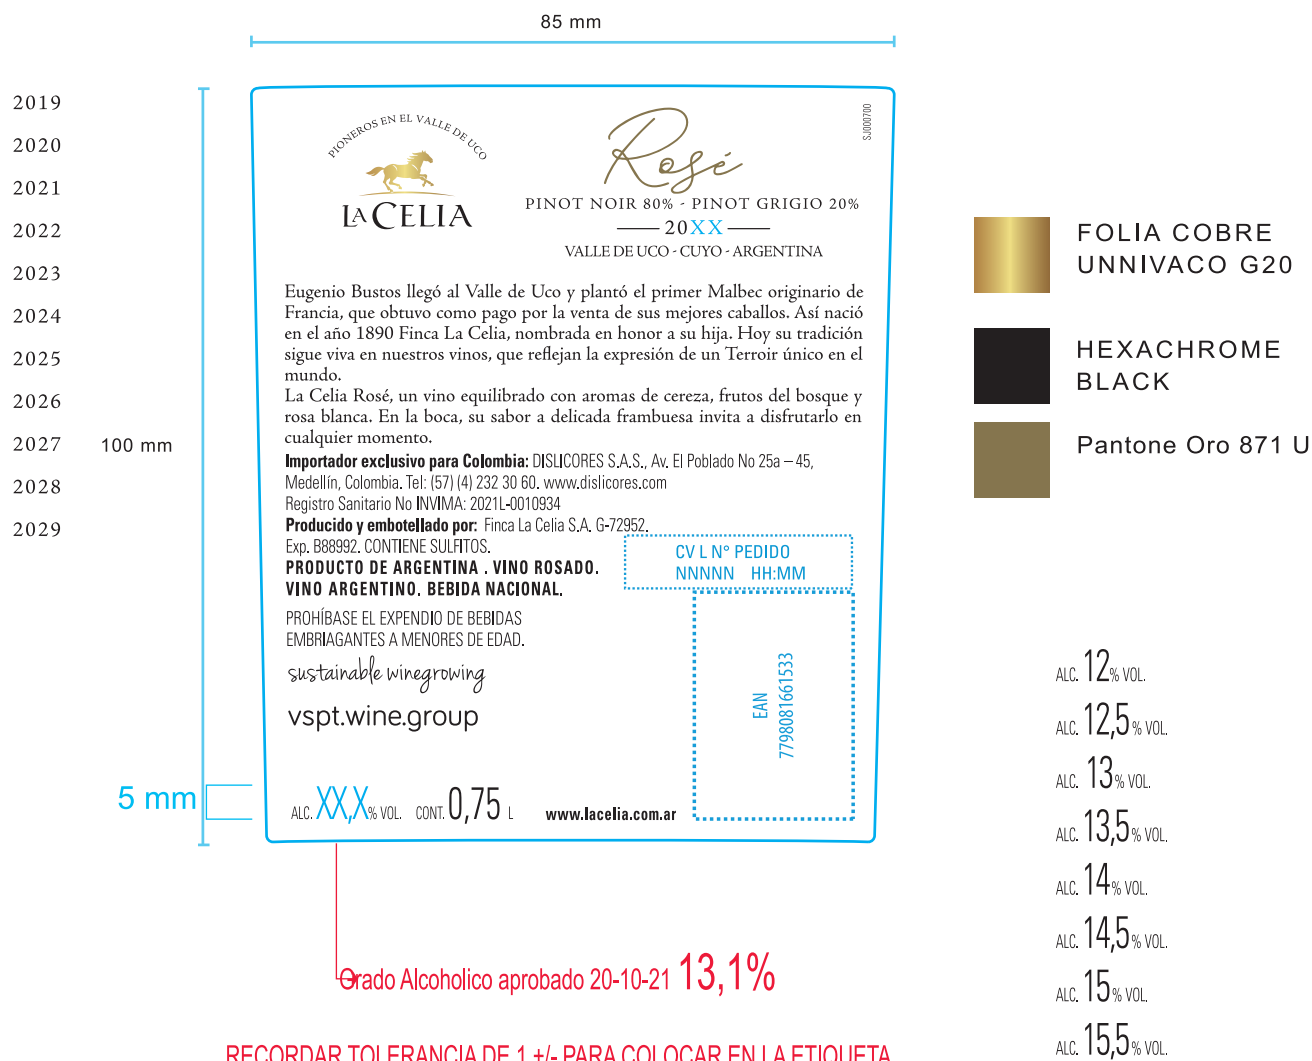 85 mm
2019
2020
2021
2022
2023
2024
2025
2026
2027
2028
2029
100 mm
5 mm
PIONEROS EN EL VALLE DE UCO
LA CELIA
Rosé
SJ000700
PINOT NOIR 80% - PINOT GRIGIO 20%
20XX
VALLE DE UCO - CUYO - ARGENTINA
Eugenio Bustos llegó al Valle de Uco y plantó el primer Malbec originario de
Francia, que obtuvo como pago por la venta de sus mejores caballos. Así nació
en el año 1890 Finca La Celia, nombrada en honor a su hija. Hoy su tradición
sigue viva en nuestros vinos, que reflejan la expresión de un Terroir único en el
mundo.
La Celia Rosé, un vino equilibrado con aromas de cereza, frutos del bosque y
rosa blanca. En la boca, su sabor a delicada frambuesa invita a disfrutarlo en
cualquier momento.
Importador exclusivo para Colombia: DISLICORES S.A.S., Av. El Poblado No 25a – 45,
Medellín, Colombia. Tel: (57) (4) 232 30 60. www.dislicores.com
Registro Sanitario No INVIMA: 2021L-0010934
Producido y embotellado por: Finca La Celia S.A. G-72952.
Exp. B88992. CONTIENE SULFITOS.
PRODUCTO DE ARGENTINA . VINO ROSADO.
VINO ARGENTINO. BEBIDA NACIONAL.
CV L N° PEDIDO
NNNNN HH:MM
PROHÍBASE EL EXPENDIO DE BEBIDAS
EMBRIAGANTES A MENORES DE EDAD.
sustainable winegrowing
vspt.wine.group
EAN
7798081661533
ALC. XX,X% VOL. CONT. 0,75 L
www.lacelia.com.ar
Grado Alcoholico aprobado 20-10-21 13,1%
RECORDAR TOLERANCIA DE 1 +/- PARA COLOCAR EN LA ETIQUETA
FOLIA COBRE
UNNIVACO G20
HEXACHROME
BLACK
Pantone Oro 871 U
ALC. 12% VOL.
ALC. 12,5% VOL.
ALC. 13% VOL.
ALC. 13,5% VOL.
ALC. 14% VOL.
ALC. 14,5% VOL.
ALC. 15% VOL.
ALC. 15,5% VOL.